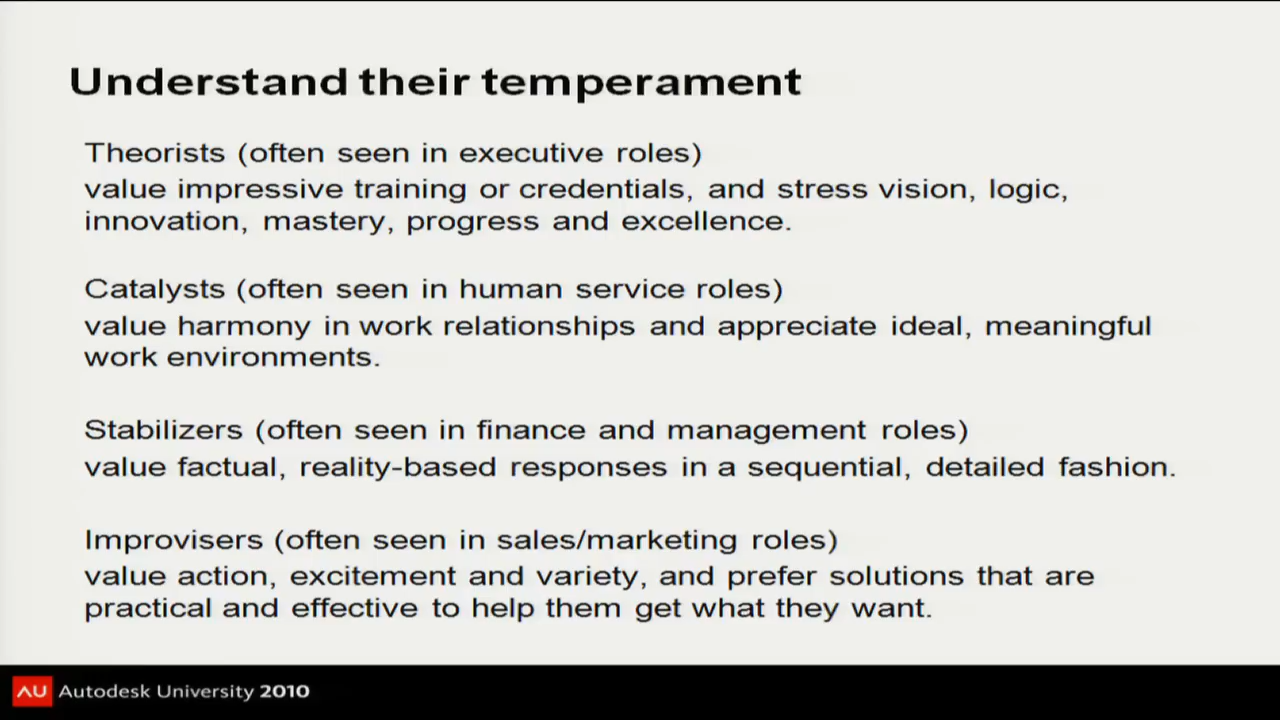 Understand their temperament
Theorists (often seen in executive roles)
value impressive training or credentials, and stress vision, logic,
innovation, mastery, progress and excellence.
Catalysts (often seen in human service roles)
value harmony in work relationships and appreciate ideal, meaningful
work environments.
Stabilizers (often seen in finance and management roles)
value factual, reality-based responses in a sequential, detailed fashion.
Improvisers (often seen in sales/marketing roles)
value action, excitement and variety, and prefer solutions that are
practical and effective to help them get what they want.
AU Autodesk University 2010